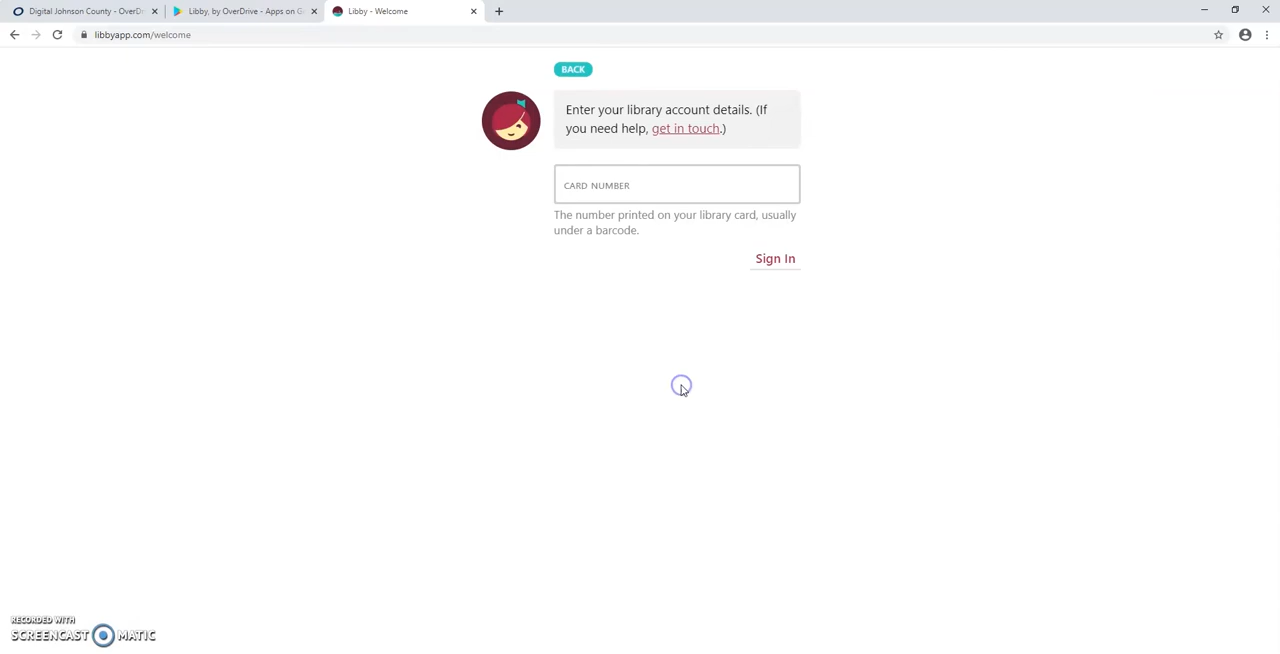 Digital Johnson County - OverD
Libby, by OverDrive - Apps on G
Libby - Welcome
libbyapp.com/welcome
BACK
Enter your library account details. (If
you need help, get in touch.)
CARD NUMBER
The number printed on your library card, usually
under a barcode.
Sign In
RECORDED WITH
SCREENCAST MATIC